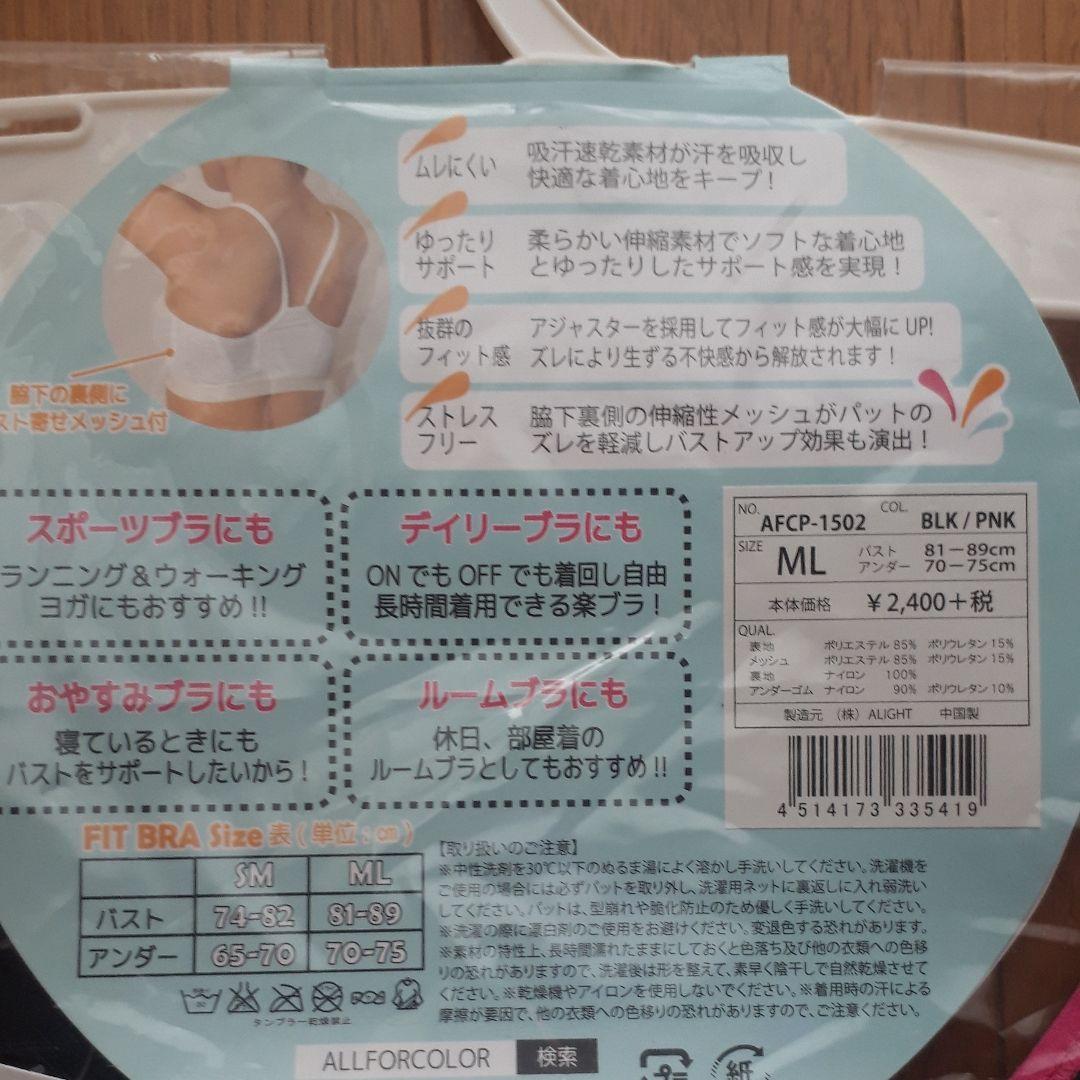 ムレにくい
吸汗速乾素材が汗を吸収し
快適な着心地をキープ！
ゆったり
サポート
柔らかい伸縮素材でソフトな着心地
とゆったりしたサポート感を実現！
抜群の
フィット感
アジャスターを採用してフィット感が大幅にUP!
ズレにより生ずる不快感から解放されます！
ストレス
フリー
脇下裏側の伸縮性メッシュがパットの
ズレを軽減しバストアップ効果も演出！
脇下の裏側に
スト寄せメッシュ付
スポーツブラにも
ランニング＆ウォーキング
ヨガにもおすすめ!!
デイリーブラにも
ONでもOFFでも着回し自由
長時間着用できる楽ブラ！
おやすみブラにも
寝ているときにも
バストをサポートしたいから！
ルームブラにも
休日、部屋着の
ルームブラとしてもおすすめ!!
NO. AFCP-1502 COL. BLK / PNK
SIZE ML バスト 81－89cm
アンダー 70－75cm
本体価格 ￥2,400＋税
QUAL.
表地 ポリエステル 85% ポリウレタン 15%
メッシュ ポリエステル 85% ポリウレタン 15%
裏地 ナイロン 100%
アンダーゴム ナイロン 90% ポリウレタン 10%
製造元 （株）ALIGHT 中国製
4 514173 335419
FIT BRA Size 表（単位：㎝）
SM ML
バスト 74-82 81-89
アンダー 65-70 70-75
タンブラー乾燥禁止
【取り扱いのご注意】
※中性洗剤を30℃以下のぬるま湯によく溶かし手洗いしてください。洗濯機を
ご使用の場合には必ずパットを取り外し、洗濯用ネットに裏返しに入れ弱洗い
してください。パットは、型崩れや脆化防止のため優しく手洗いしてください。
※洗濯の際に漂白剤のご使用をお避けください。変退色する恐れがあります。
※素材の特性上、長時間濡れたままにしておくと色落ち及び他の衣類への色移
りの恐れがありますので、洗濯後は形を整えて、素早く陰干しで自然乾燥させて
ください。※乾燥機やアイロンを使用しないでください。※着用時の汗による
摩擦が要因で、他の衣類への色移りの恐れがありますので、ご注意ください。
ALLFORCOLOR 検索
プ 紙